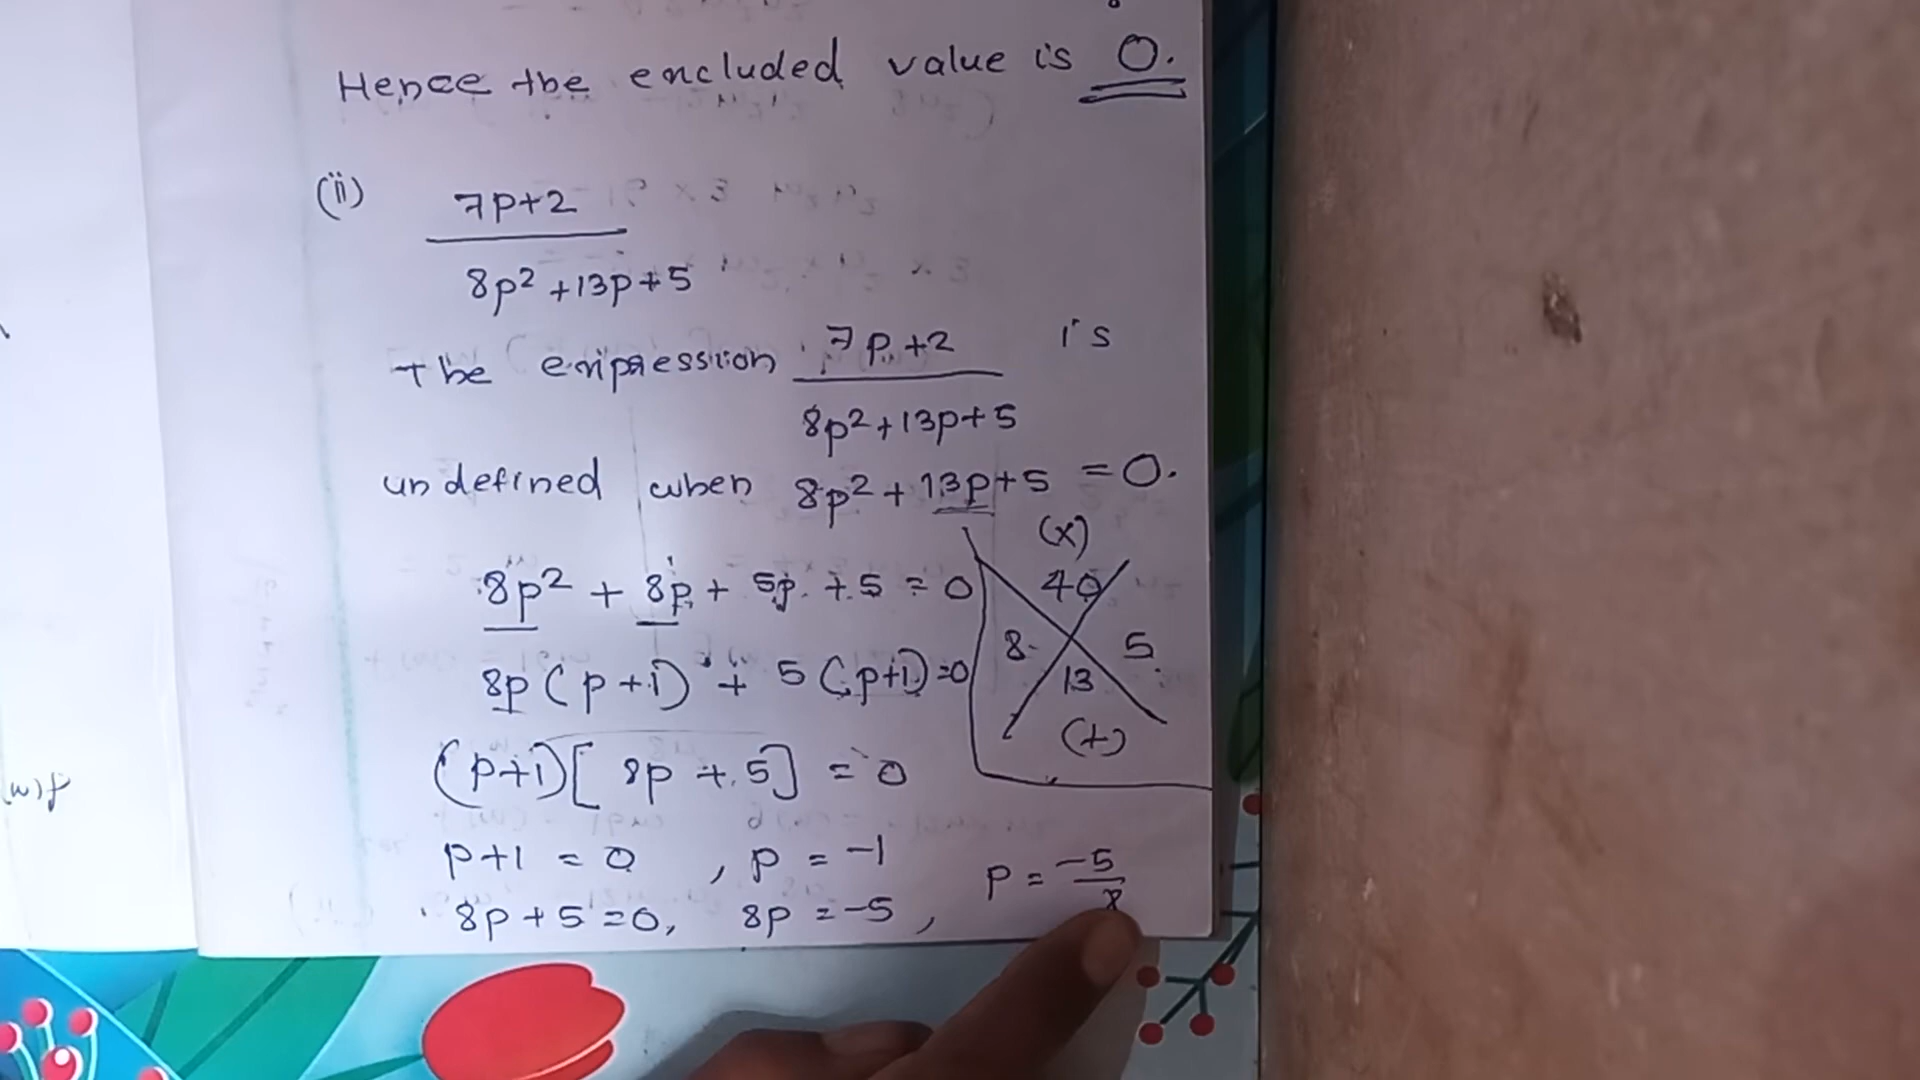 Hence the encluded value is 0.
(ii) 7p+2
8p² + 13p + 5
the enipression 7p+2 is
8p² + 13p + 5
undefined when 8p² + 13p + 5 = 0.
8p² + 8p + 5p + 5 = 0
8p (p+1) + 5 (p+1) = 0
(p+1) [8p + 5] = 0
p+1 = 0 , p = -1
8p + 5 = 0, 8p = -5 , p = -5/8
(x)
40
8 5
13
(+)